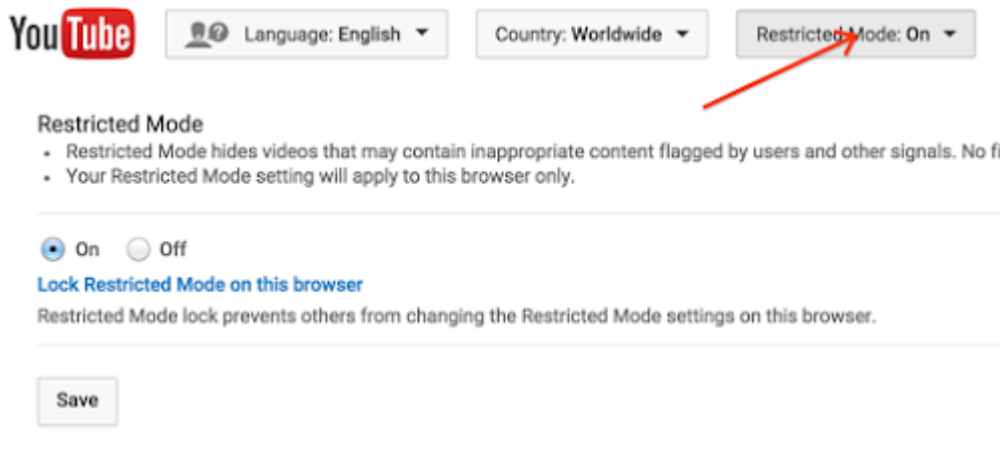 YouTube Language: English Country: Worldwide Restricted Mode: On
Restricted Mode
Restricted Mode hides videos that may contain inappropriate content flagged by users and other signals. No fi
Your Restricted Mode setting will apply to this browser only.
On Off
Lock Restricted Mode on this browser
Restricted Mode lock prevents others from changing the Restricted Mode settings on this browser.
Save